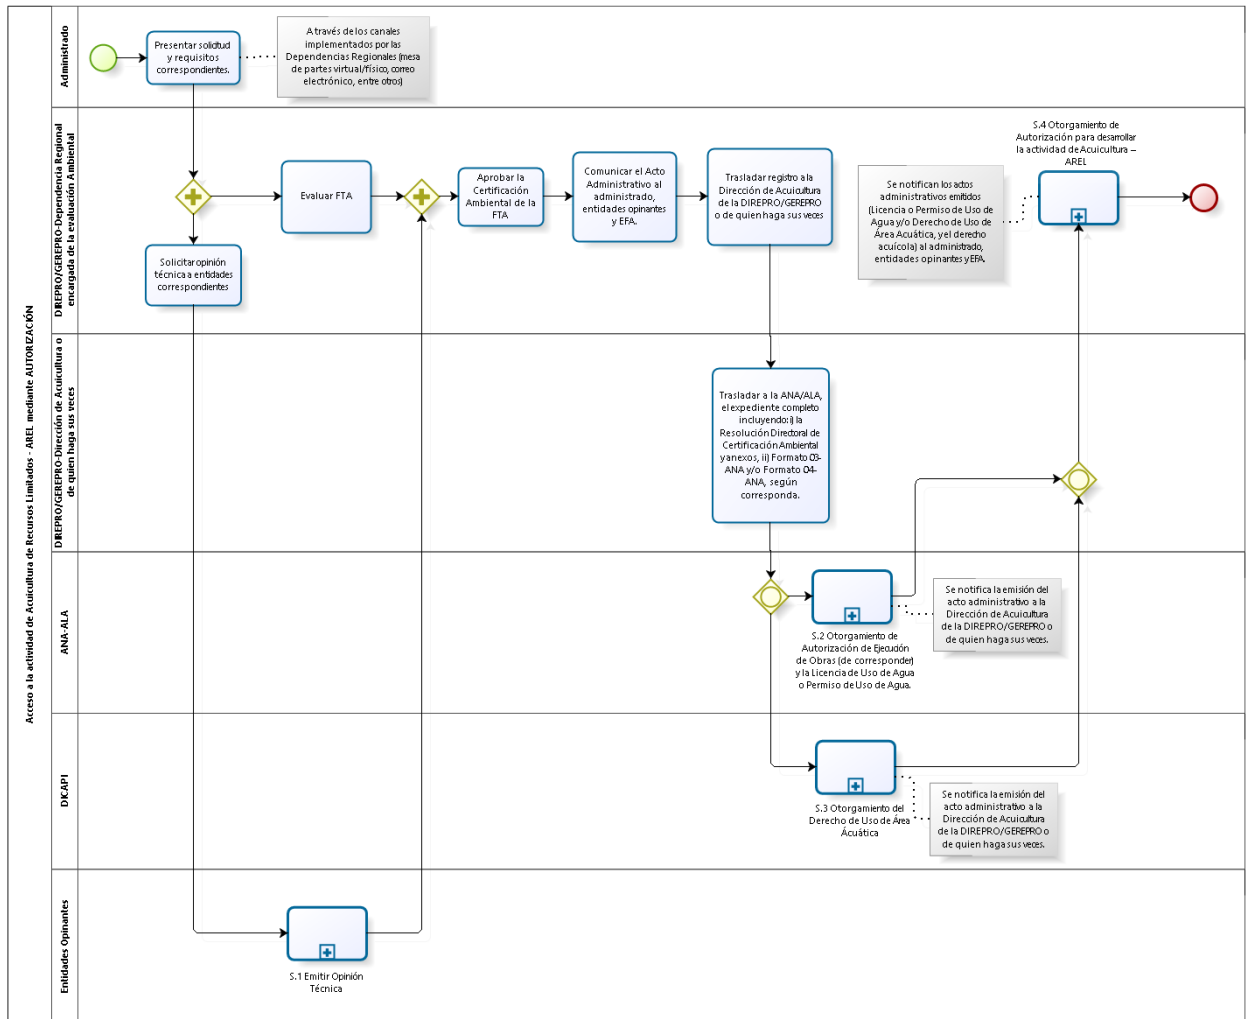 Acceso a la actividad de Acuicultura de Recursos Limitados - AREL mediante AUTORIZACIÓN
Administrado
Presentar solicitud
y requisitos
correspondientes.
A través de los canales
implementados por las
Dependencias Regionales (mesa
de partes virtual/físico, correo
electrónico, entre otros)
DIREPRO/GEREPRO-Dependencia Regional
encargada de la evaluación Ambiental
Evaluar FTA
Solicitar opinión
técnica a entidades
correspondientes
Aprobar la
Certificación
Ambiental de la
FTA
Comunicar el Acto
Administrativo al
administrado,
entidades opinantes
y EFA.
Trasladar registro a la
Dirección de Acuicultura
de la DIREPRO/GEREPRO
o de quien haga sus veces
Se notifican los actos
administrativos emitidos
(Licencia o Permiso de Uso de
Agua y/o Derecho de Uso de
Área Acuática, y el derecho
acuícola) al administrado,
entidades opinantes y EFA.
S.4 Otorgamiento de
Autorización para desarrollar
la actividad de Acuicultura –
AREL
DIREPRO/GEREPRO-Dirección de Acuicultura o
de quien haga sus veces
Trasladar a la ANA/ALA,
el expediente completo
incluyendo: i) la
Resolución Directoral de
Certificación Ambiental
y anexos, ii) Formato 03-
ANA y/o Formato 04-
ANA, según
corresponda.
ANA-ALA
S.2 Otorgamiento de
Autorización de Ejecución
de Obras (de corresponder)
y la Licencia de Uso de Agua
o Permiso de Uso de Agua.
Se notifica la emisión del
acto administrativo a la
Dirección de Acuicultura
de la DIREPRO/GEREPRO o
de quien haga sus veces.
DICAPI
S.3 Otorgamiento del
Derecho de Uso de Área
Ácuática
Se notifica la emisión del
acto administrativo a la
Dirección de Acuicultura
de la DIREPRO/GEREPRO o
de quien haga sus veces.
Entidades Opinantes
S.1 Emitir Opinión
Técnica